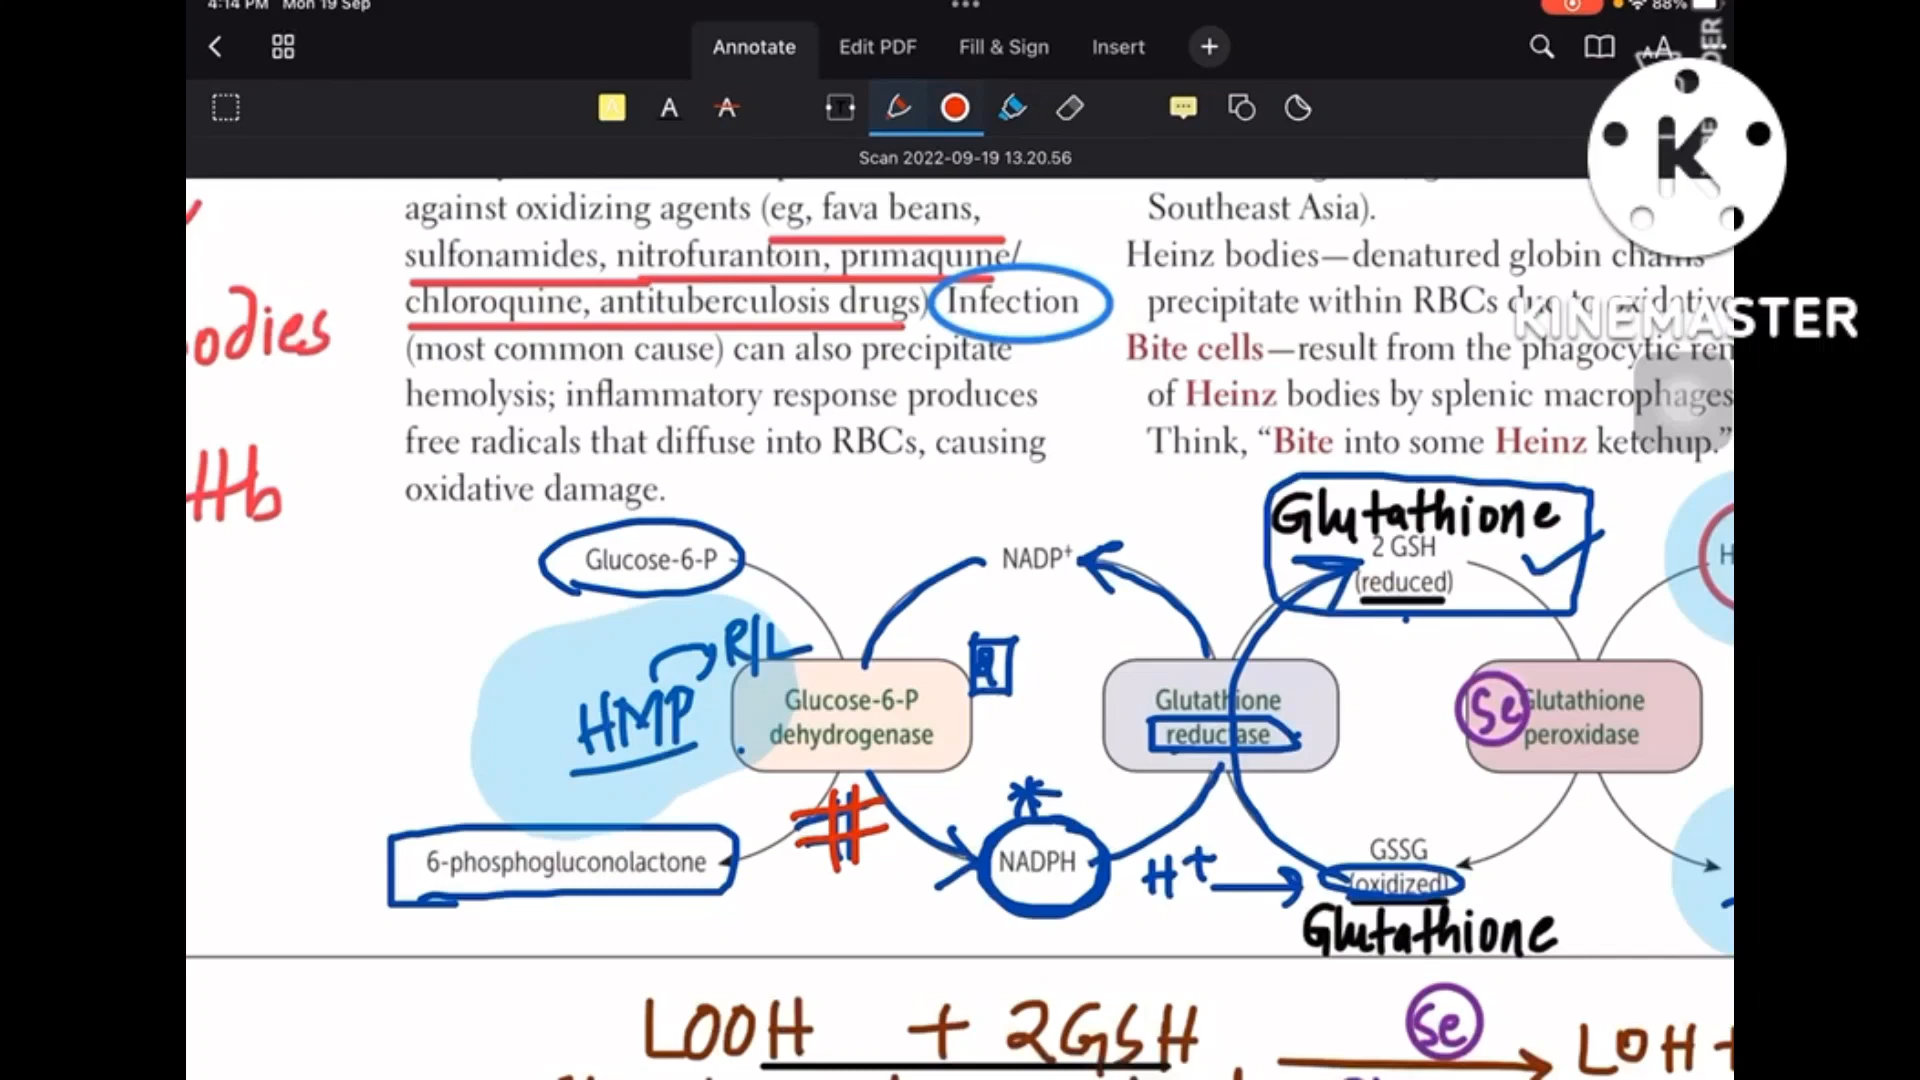 4:14 PM Mon 19 Sep
88%
Annotate
Edit PDF
Fill & Sign
Insert
Scan 2022-09-19 13.20.56
K
KINEMASTER
against oxidizing agents (eg, fava beans,
sulfonamides, nitrofurantoin, primaquine/
chloroquine, antituberculosis drugs) Infection
(most common cause) can also precipitate
hemolysis; inflammatory response produces
free radicals that diffuse into RBCs, causing
oxidative damage.
Southeast Asia).
Heinz bodies—denatured globin chains
precipitate within RBCs due to oxidative
Bite cells—result from the phagocytic rem
of Heinz bodies by splenic macrophages
Think, “Bite into some Heinz ketchup.”
odies
Hb
Glutathione
Glucose-6-P
NADP+
2 GSH
(reduced)
H
R/L
HMP
Glucose-6-P
dehydrogenase
Glutathione
reductase
Se
Glutathione
peroxidase
6-phosphogluconolactone
NADPH
H+
GSSG
(oxidized)
Glutathione
LOOH + 2GSH
Se
LOH +